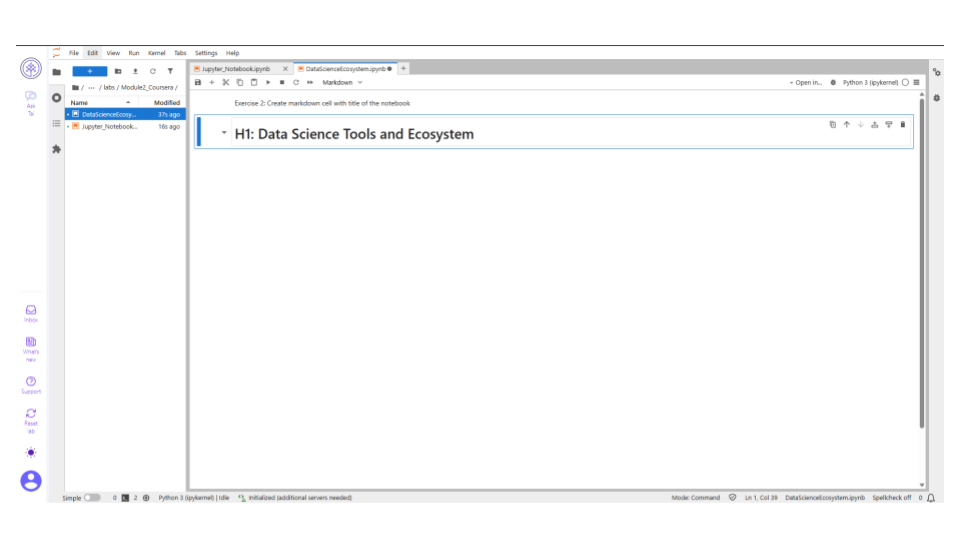 File Edit View Run Kernel Tabs Settings Help
Jupyter_Notebook.ipynb × DataScienceEcosystem.ipynb +
Markdown
Open in... Python 3 (ipykernel)
/ ··· / labs / Module2_Coursera /
Name Modified
DataScienceEcosy... 37s ago
Jupyter_Notebook... 16s ago
Exercise 2: Create markdown cell with title of the notebook
H1: Data Science Tools and Ecosystem
Ask
Tai
Inbox
What's
new
Support
Reset
lab
Simple 0 2 Python 3 (ipykernel) | Idle Initialized (additional servers needed) Mode: Command Ln 1, Col 39 DataScienceEcosystem.ipynb Spellcheck off 0